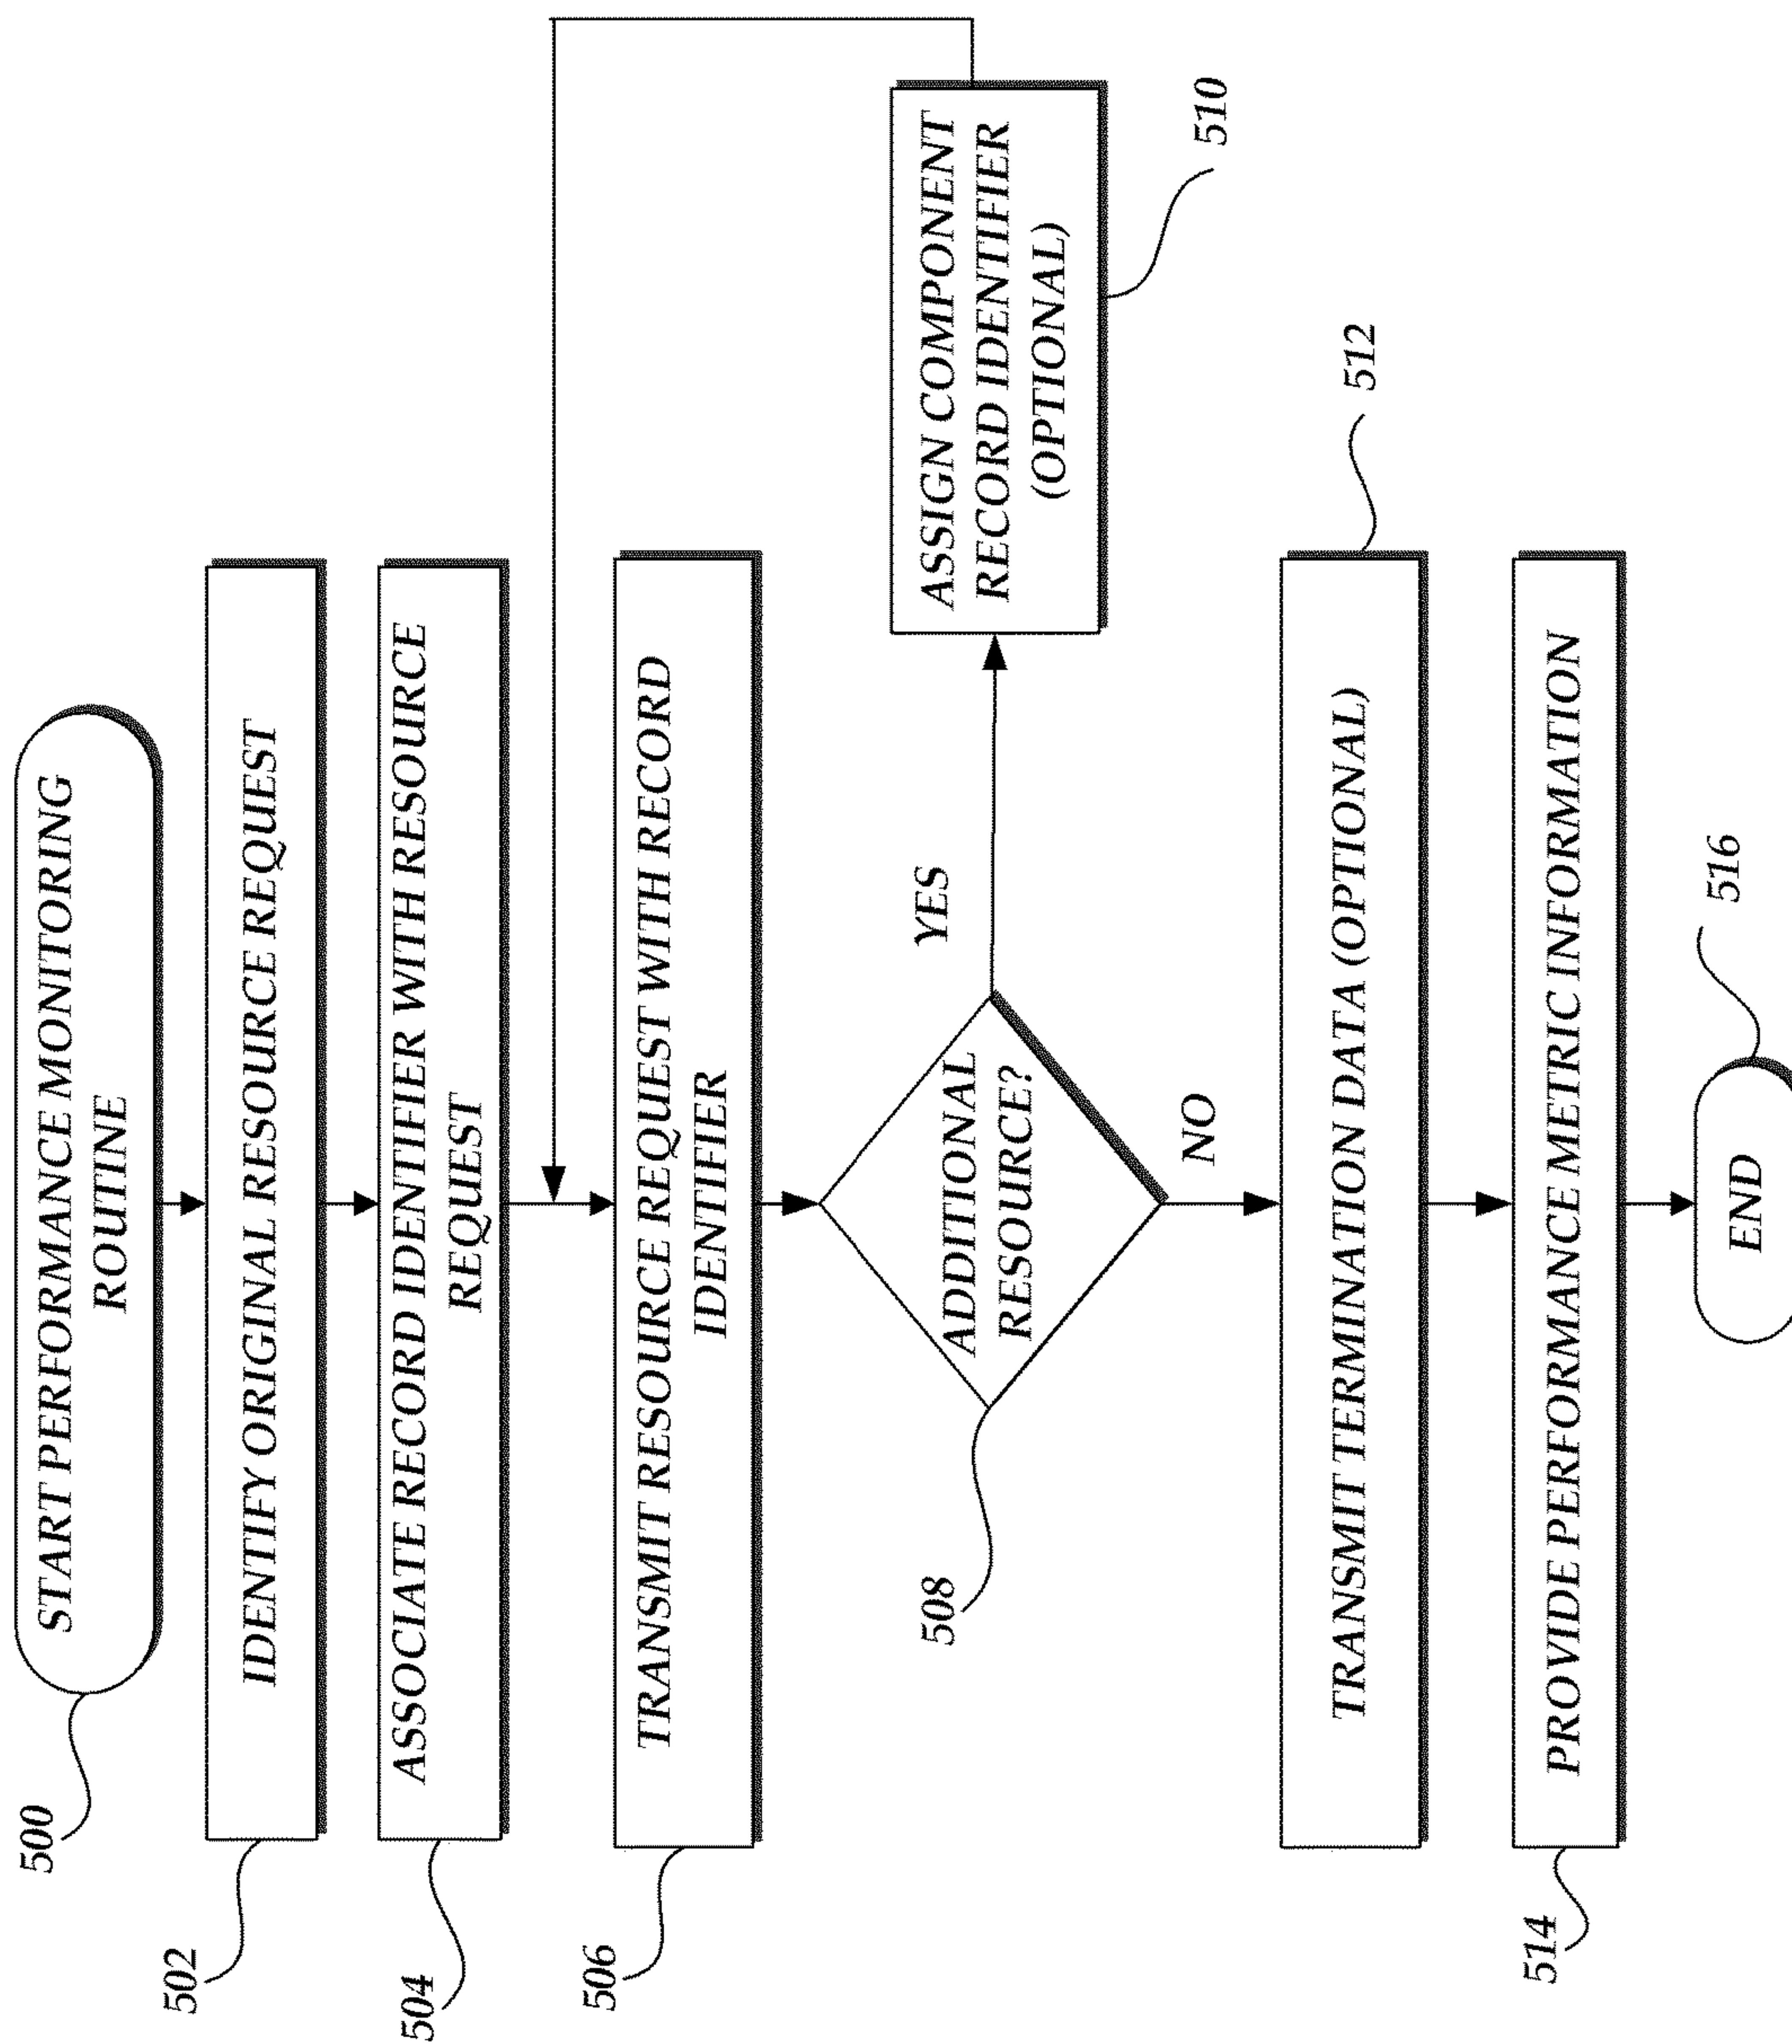 500
START PERFORMANCE MONITORING
ROUTINE
502
IDENTIFY ORIGINAL RESOURCE REQUEST
504
ASSOCIATE RECORD IDENTIFIER WITH RESOURCE
REQUEST
506
TRANSMIT RESOURCE REQUEST WITH RECORD
IDENTIFIER
508
ADDITIONAL
RESOURCE?
YES
ASSIGN COMPONENT
RECORD IDENTIFIER
(OPTIONAL)
510
NO
512
TRANSMIT TERMINATION DATA (OPTIONAL)
514
PROVIDE PERFORMANCE METRIC INFORMATION
516
END